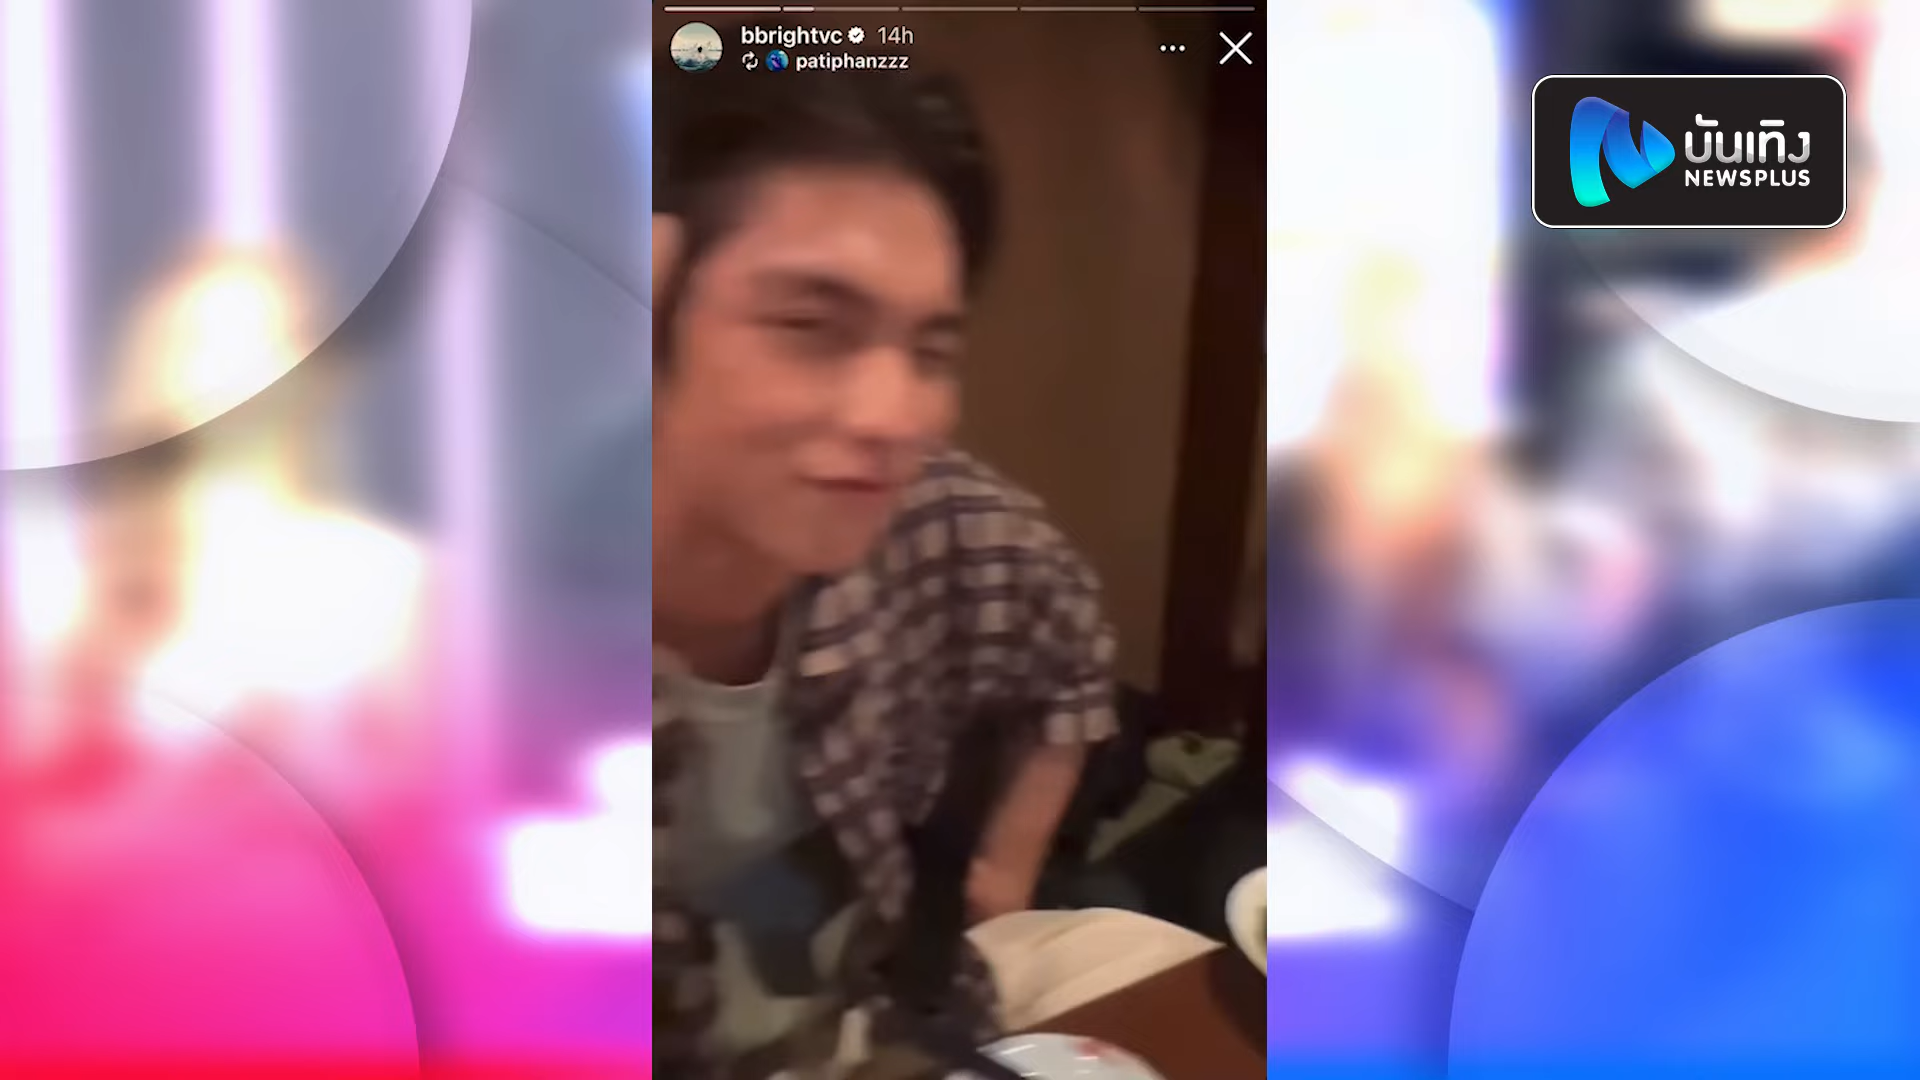 bbrightvc 14h
patiphanzzz
บันเทิง
NEWSPLUS